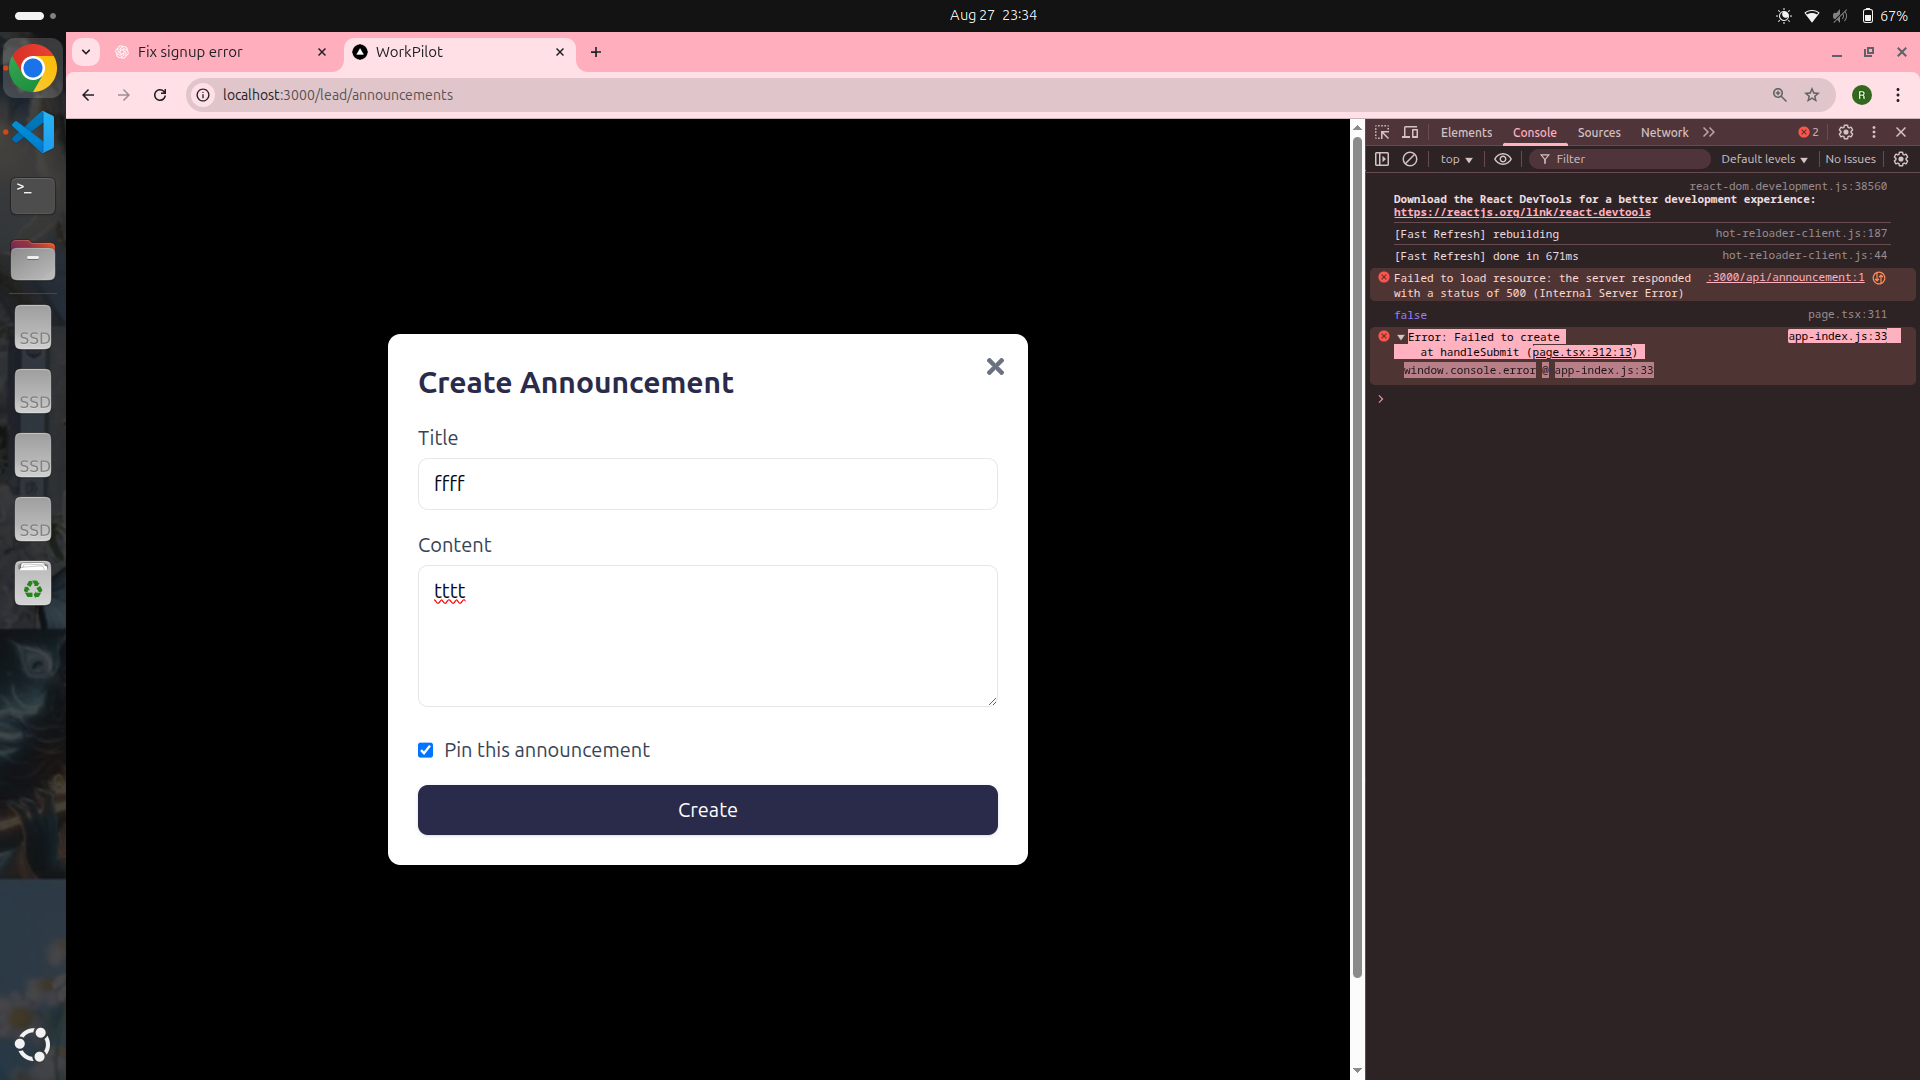 Aug 27 23:34
67%
Fix signup error
WorkPilot
localhost:3000/lead/announcements
R
>_
SSD
SSD
SSD
SSD
Create Announcement
Title
ffff
Content
tttt
Pin this announcement
Create
Elements Console Sources Network 2
top Filter Default levels No Issues
react-dom.development.js:38560
Download the React DevTools for a better development experience:
https://reactjs.org/link/react-devtools
[Fast Refresh] rebuilding hot-reloader-client.js:187
[Fast Refresh] done in 671ms hot-reloader-client.js:44
Failed to load resource: the server responded :3000/api/announcement:1
with a status of 500 (Internal Server Error)
false page.tsx:311
Error: Failed to create app-index.js:33
at handleSubmit (page.tsx:312:13)
window.console.error @ app-index.js:33